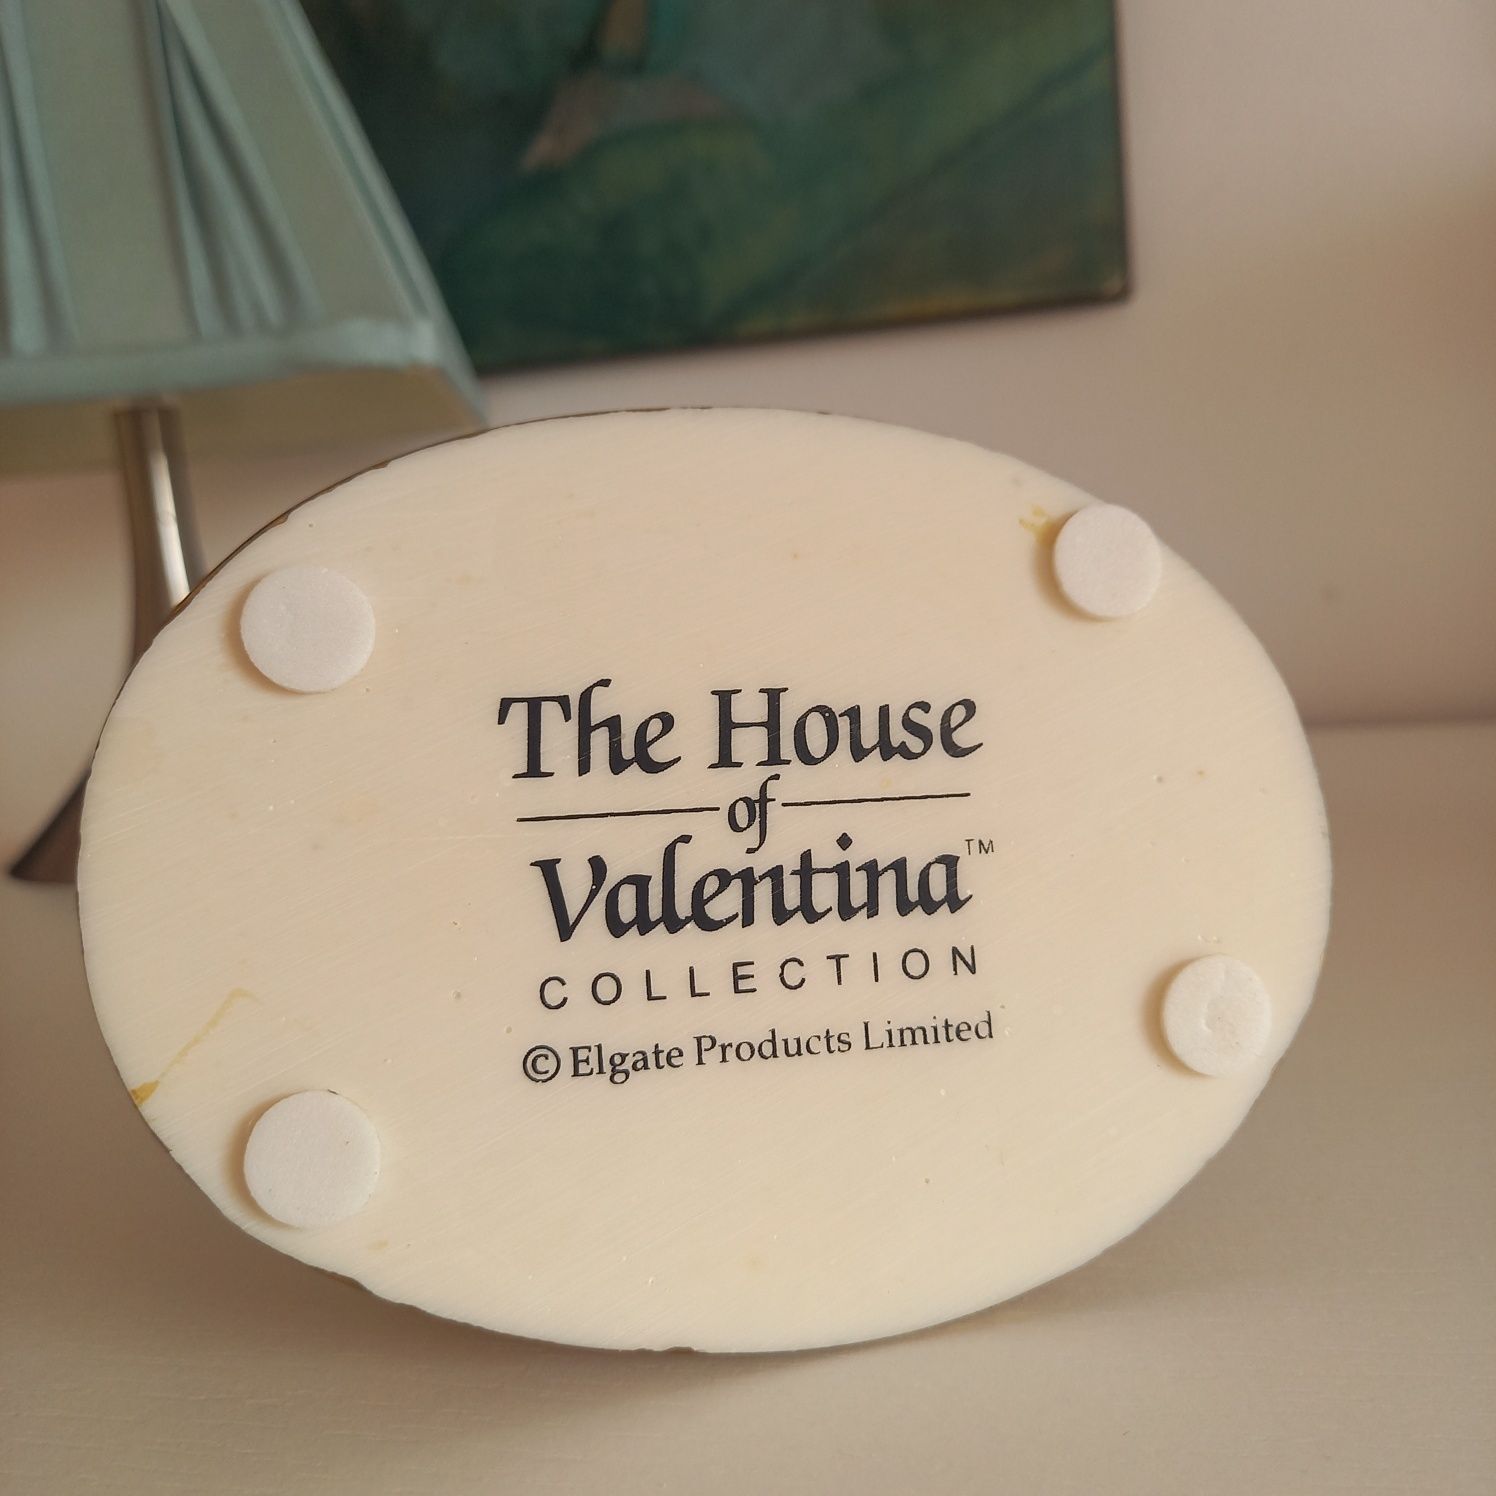 The House
of
Valentina™
COLLECTION
© Elgate Products Limited